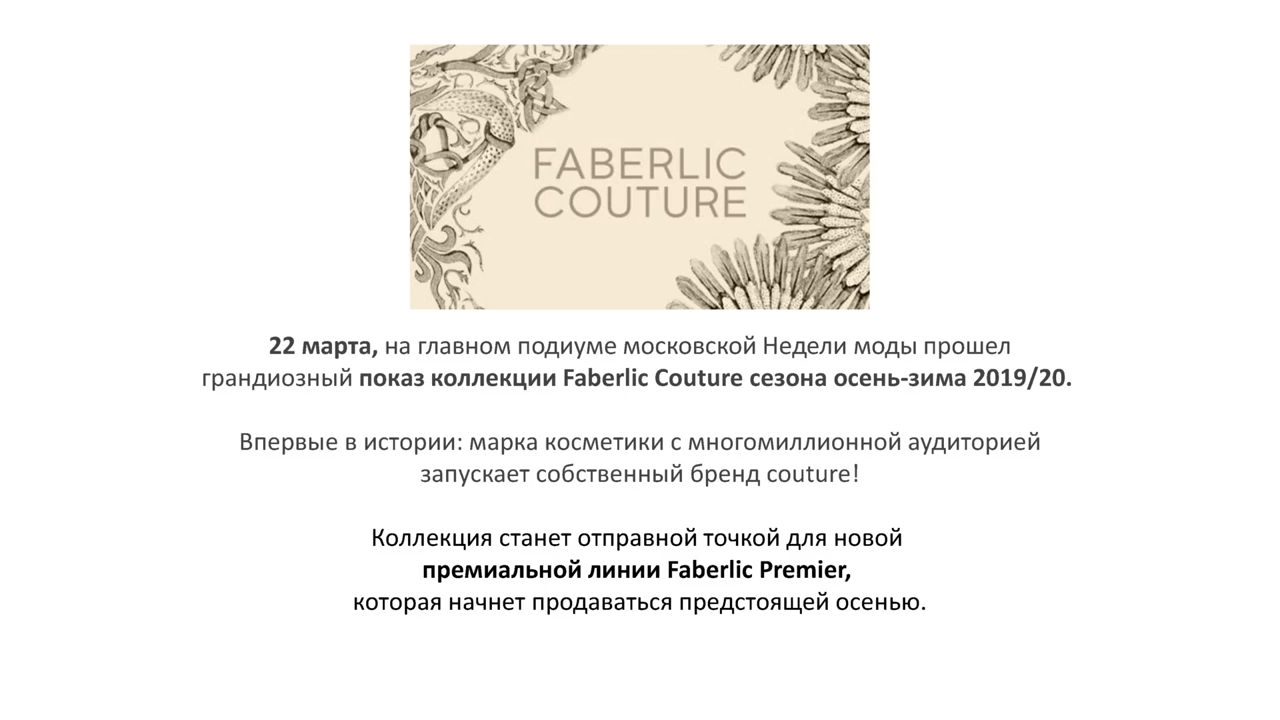 FABERLIC
COUTURE
22 марта, на главном подиуме московской Недели моды прошел
грандиозный показ коллекции Faberlic Couture сезона осень-зима 2019/20.
Впервые в истории: марка косметики с многомиллионной аудиторией
запускает собственный бренд couture!
Коллекция станет отправной точкой для новой
премиальной линии Faberlic Premier,
которая начнет продаваться предстоящей осенью.